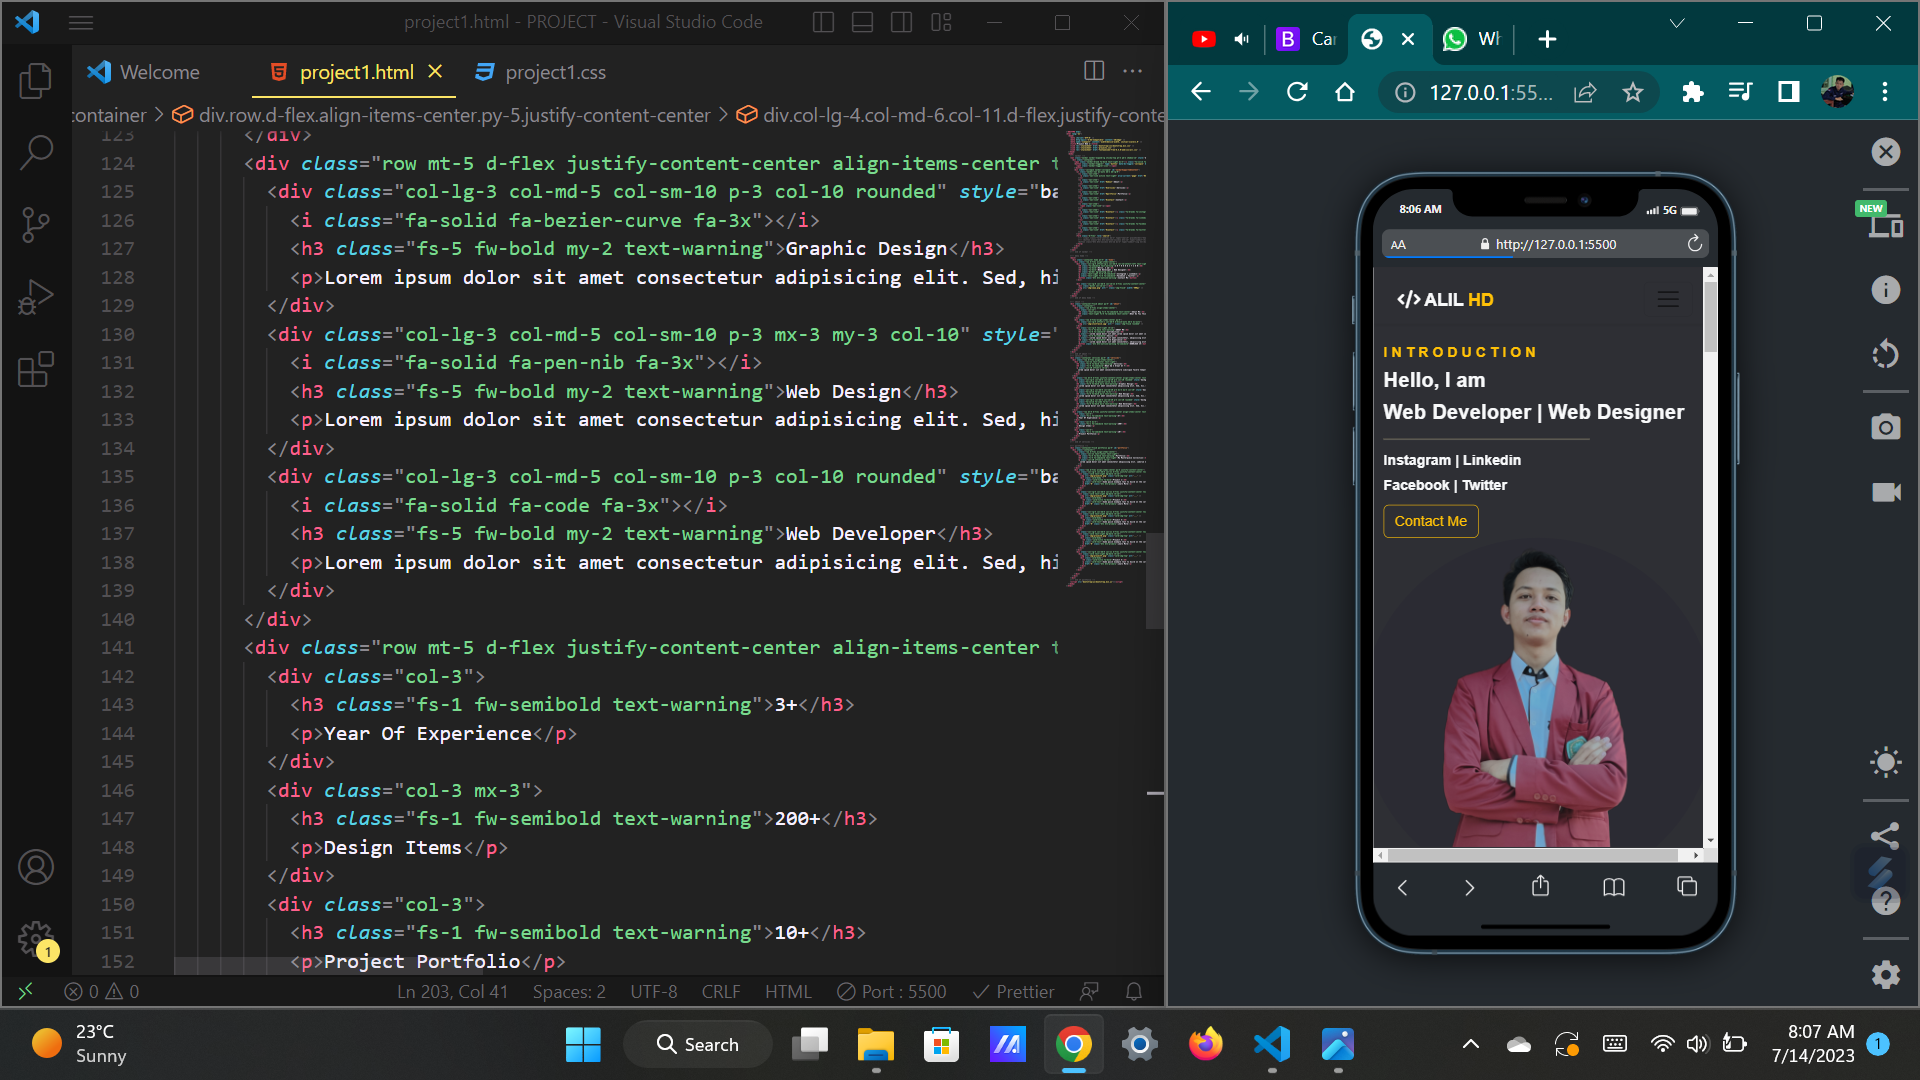 project1.html - PROJECT - Visual Studio Code
Welcome
project1.html
project1.css
container > div.row.d-flex.align-items-center.py-5.justify-content-center > div.col-lg-4.col-md-6.col-11.d-flex.justify-conte
123 </div>
124 <div class="row mt-5 d-flex justify-content-center align-items-center t
125 <div class="col-lg-3 col-md-5 col-sm-10 p-3 col-10 rounded" style="ba
126 <i class="fa-solid fa-bezier-curve fa-3x"></i>
127 <h3 class="fs-5 fw-bold my-2 text-warning">Graphic Design</h3>
128 <p>Lorem ipsum dolor sit amet consectetur adipisicing elit. Sed, hi
129 </div>
130 <div class="col-lg-3 col-md-5 col-sm-10 p-3 mx-3 my-3 col-10" style="
131 <i class="fa-solid fa-pen-nib fa-3x"></i>
132 <h3 class="fs-5 fw-bold my-2 text-warning">Web Design</h3>
133 <p>Lorem ipsum dolor sit amet consectetur adipisicing elit. Sed, hi
134 </div>
135 <div class="col-lg-3 col-md-5 col-sm-10 p-3 col-10 rounded" style="ba
136 <i class="fa-solid fa-code fa-3x"></i>
137 <h3 class="fs-5 fw-bold my-2 text-warning">Web Developer</h3>
138 <p>Lorem ipsum dolor sit amet consectetur adipisicing elit. Sed, hi
139 </div>
140 </div>
141 <div class="row mt-5 d-flex justify-content-center align-items-center t
142 <div class="col-3">
143 <h3 class="fs-1 fw-semibold text-warning">3+</h3>
144 <p>Year Of Experience</p>
145 </div>
146 <div class="col-3 mx-3">
147 <h3 class="fs-1 fw-semibold text-warning">200+</h3>
148 <p>Design Items</p>
149 </div>
150 <div class="col-3">
151 <h3 class="fs-1 fw-semibold text-warning">10+</h3>
152 <p>Project Portfolio</p>
1
0 0 Ln 203, Col 41 Spaces: 2 UTF-8 CRLF HTML Port : 5500 Prettier
B Car Wh
127.0.0.1:55...
NEW
8:06 AM 5G
AA http://127.0.0.1:5500
</> ALIL HD
INTRODUCTION
Hello, I am
Web Developer | Web Designer
Instagram | Linkedin
Facebook | Twitter
Contact Me
23°C
Sunny
Search
8:07 AM
7/14/2023
1